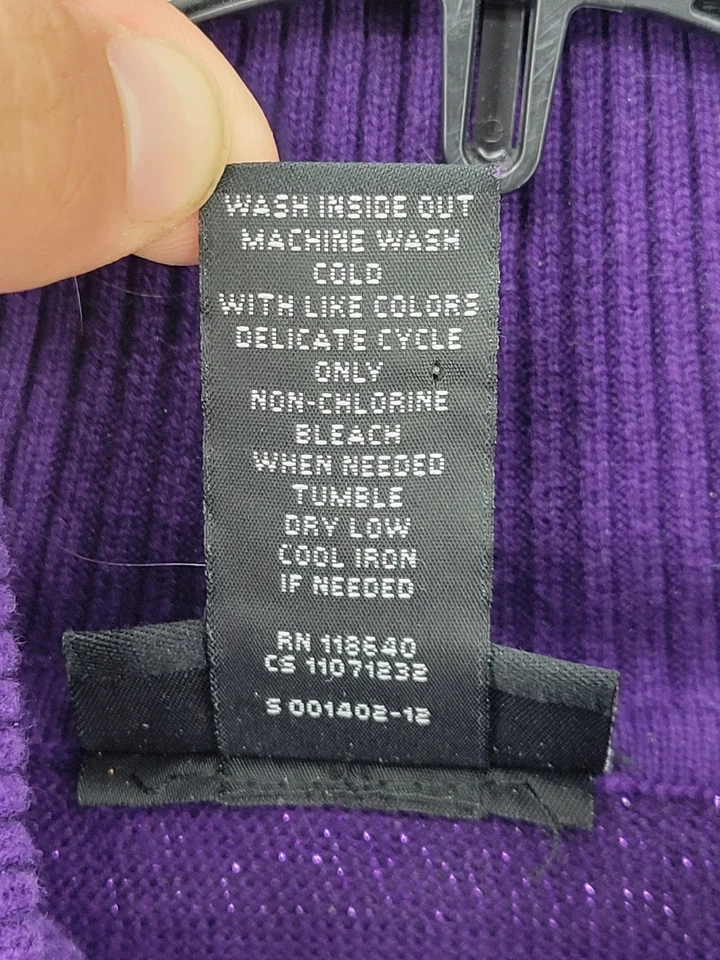 WASH INSIDE OUT
MACHINE WASH
COLD
WITH LIKE COLORS
DELICATE CYCLE
ONLY
NON-CHLORINE
BLEACH
WHEN NEEDED
TUMBLE
DRY LOW
COOL IRON
IF NEEDED
RN 118640
CS 11071232
S 001402-12